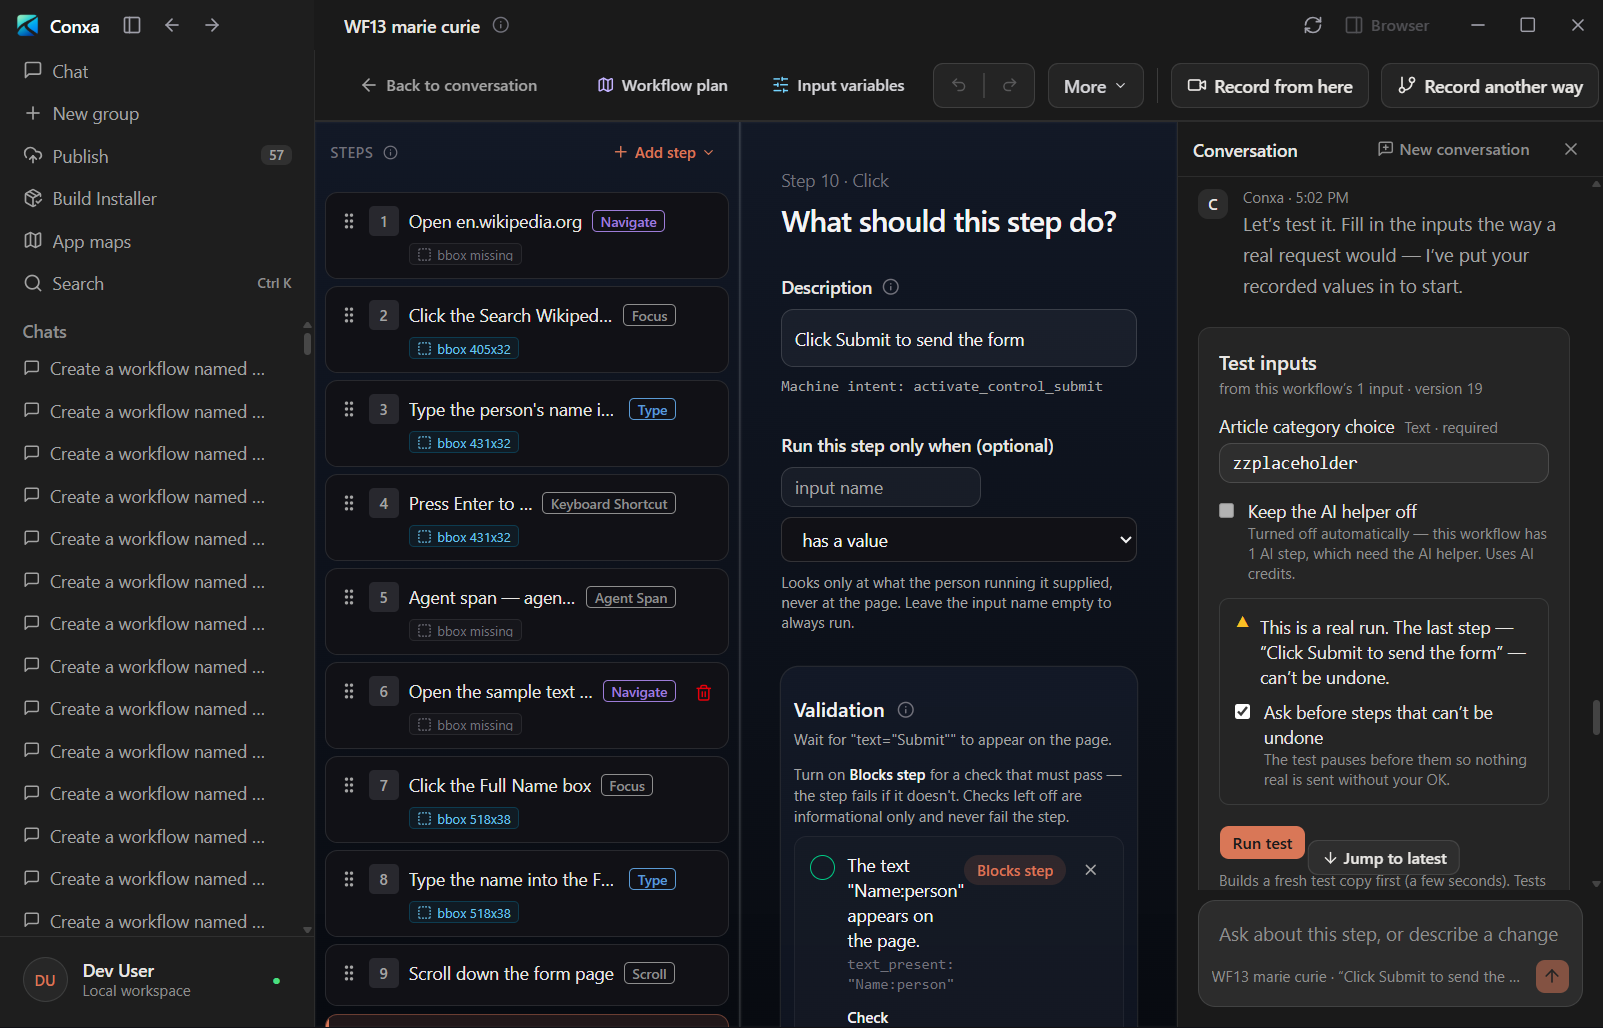 Conxa
WF13 marie curie
Browser
Chat
New group
Publish 57
Build Installer
App maps
Search Ctrl K
Chats
Create a workflow named ...
Create a workflow named ...
Create a workflow named ...
Create a workflow named ...
Create a workflow named ...
Create a workflow named ...
Create a workflow named ...
Create a workflow named ...
Create a workflow named ...
Create a workflow named ...
Create a workflow named ...
Create a workflow named ...
Create a workflow named ...
Create a workflow named ...
DU
Dev User
Local workspace
Back to conversation
Workflow plan
Input variables
More
Record from here
Record another way
STEPS
Add step
1 Open en.wikipedia.org Navigate
bbox missing
2 Click the Search Wikiped... Focus
bbox 405x32
3 Type the person's name i... Type
bbox 431x32
4 Press Enter to ... Keyboard Shortcut
bbox 431x32
5 Agent span — agen... Agent Span
bbox missing
6 Open the sample text ... Navigate
bbox missing
7 Click the Full Name box Focus
bbox 518x38
8 Type the name into the F... Type
bbox 518x38
9 Scroll down the form page Scroll
Step 10 · Click
What should this step do?
Description
Click Submit to send the form
Machine intent: activate_control_submit
Run this step only when (optional)
input name
has a value
Looks only at what the person running it supplied,
never at the page. Leave the input name empty to
always run.
Validation
Wait for "text="Submit"" to appear on the page.
Turn on Blocks step for a check that must pass —
the step fails if it doesn't. Checks left off are
informational only and never fail the step.
The text
"Name:person"
appears on
the page.
Blocks step
text_present:
"Name:person"
Check
Conversation
New conversation
C
Conxa · 5:02 PM
Let's test it. Fill in the inputs the way a
real request would — I've put your
recorded values in to start.
Test inputs
from this workflow's 1 input · version 19
Article category choice Text · required
zzplaceholder
Keep the AI helper off
Turned off automatically — this workflow has
1 AI step, which need the AI helper. Uses AI
credits.
This is a real run. The last step —
“Click Submit to send the form” —
can't be undone.
Ask before steps that can't be
undone
The test pauses before them so nothing
real is sent without your OK.
Run test
Jump to latest
Builds a fresh test copy first (a few seconds). Tests
Ask about this step, or describe a change
WF13 marie curie · “Click Submit to send the ...